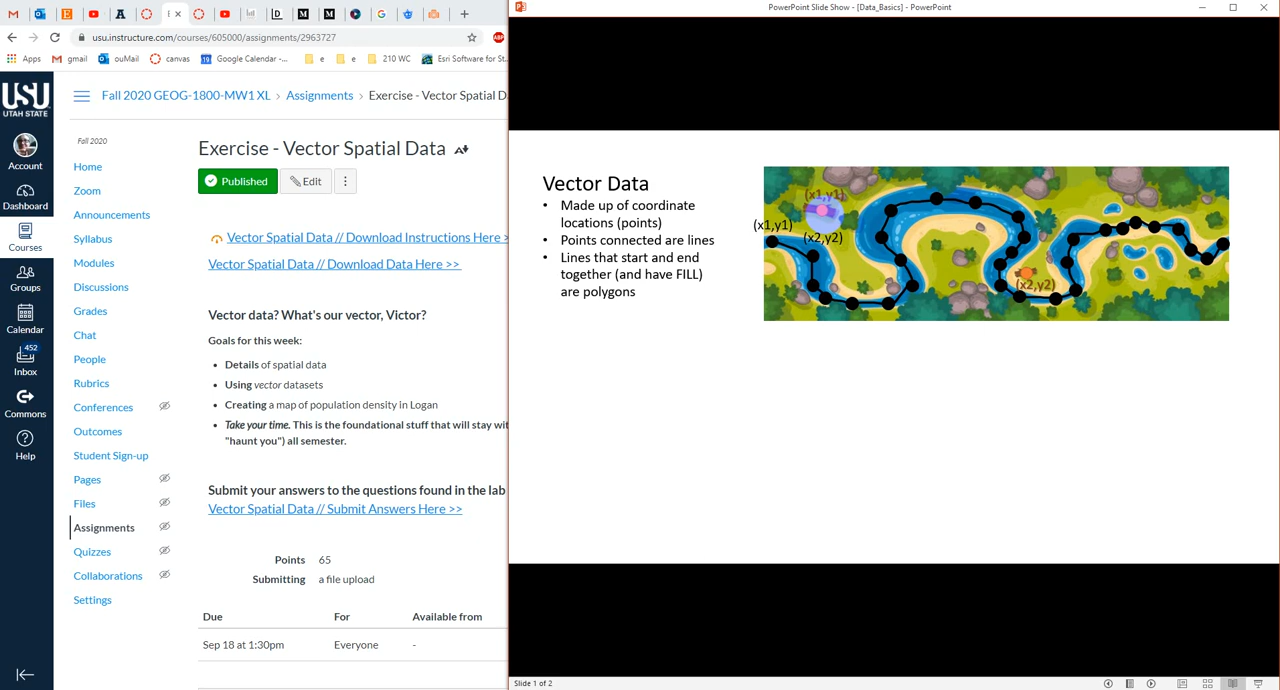 PowerPoint Slide Show - [Data_Basics] - PowerPoint
usu.instructure.com/courses/605000/assignments/2963727
ABP
Apps
gmail
ouMail
canvas
Google Calendar -...
e
e
210 WC
Esri Software for St...
USU
UTAH STATE
Account
Dashboard
Courses
Groups
Calendar
452
Inbox
Commons
Help
Fall 2020 GEOG-1800-MW1 XL > Assignments > Exercise - Vector Spatial D
Fall 2020
Home
Zoom
Announcements
Syllabus
Modules
Discussions
Grades
Chat
People
Rubrics
Conferences
Outcomes
Student Sign-up
Pages
Files
Assignments
Quizzes
Collaborations
Settings
Exercise - Vector Spatial Data
Published
Edit
Vector Spatial Data // Download Instructions Here >
Vector Spatial Data // Download Data Here >>
Vector data? What's our vector, Victor?
Goals for this week:
• Details of spatial data
• Using vector datasets
• Creating a map of population density in Logan
• Take your time. This is the foundational stuff that will stay wit
"haunt you") all semester.
Submit your answers to the questions found in the lab
Vector Spatial Data // Submit Answers Here >>
Points 65
Submitting a file upload
Due For Available from
Sep 18 at 1:30pm Everyone -
Vector Data
• Made up of coordinate
locations (points)
• Points connected are lines
• Lines that start and end
together (and have FILL)
are polygons
(x1,y1)
(x1,y1)
(x2,y2)
(x2,y2)
Slide 1 of 2